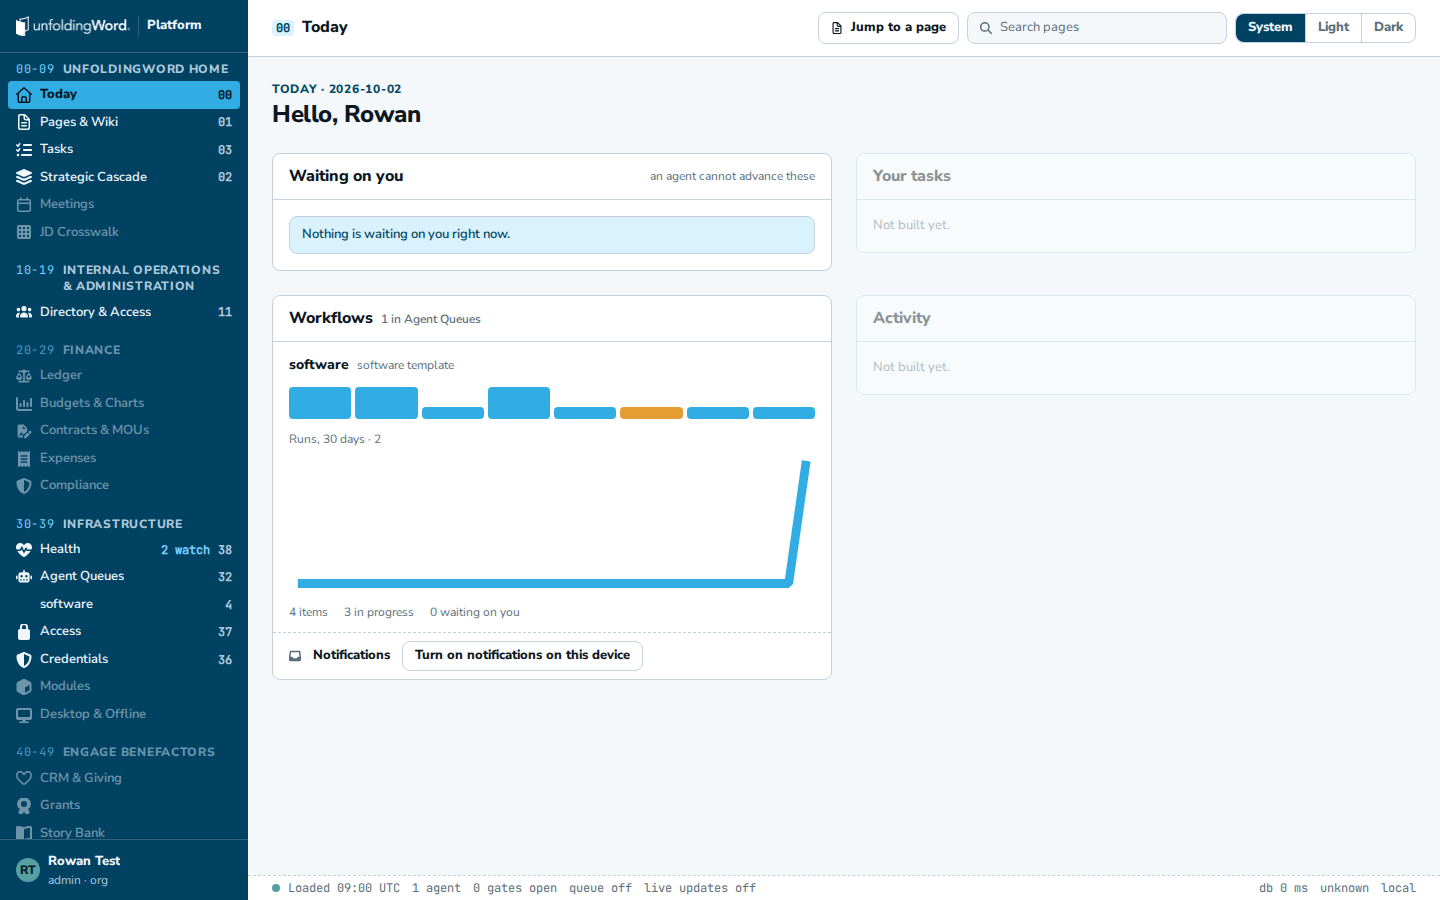 unfoldingWord. Platform
00-09 UNFOLDINGWORD HOME
Today 00
Pages & Wiki 01
Tasks 03
Strategic Cascade 02
Meetings
JD Crosswalk
10-19 INTERNAL OPERATIONS
& ADMINISTRATION
Directory & Access 11
20-29 FINANCE
Ledger
Budgets & Charts
Contracts & MOUs
Expenses
Compliance
30-39 INFRASTRUCTURE
Health 2 watch 38
Agent Queues 32
software 4
Access 37
Credentials 36
Modules
Desktop & Offline
40-49 ENGAGE BENEFACTORS
CRM & Giving
Grants
Story Bank
RT Rowan Test
admin · org
00 Today
Jump to a page
Search pages
System Light Dark
TODAY · 2026-10-02
Hello, Rowan
Waiting on you an agent cannot advance these
Nothing is waiting on you right now.
Your tasks
Not built yet.
Workflows 1 in Agent Queues
software software template
Runs, 30 days · 2
4 items 3 in progress 0 waiting on you
Notifications Turn on notifications on this device
Activity
Not built yet.
Loaded 09:00 UTC 1 agent 0 gates open queue off live updates off
db 0 ms unknown local